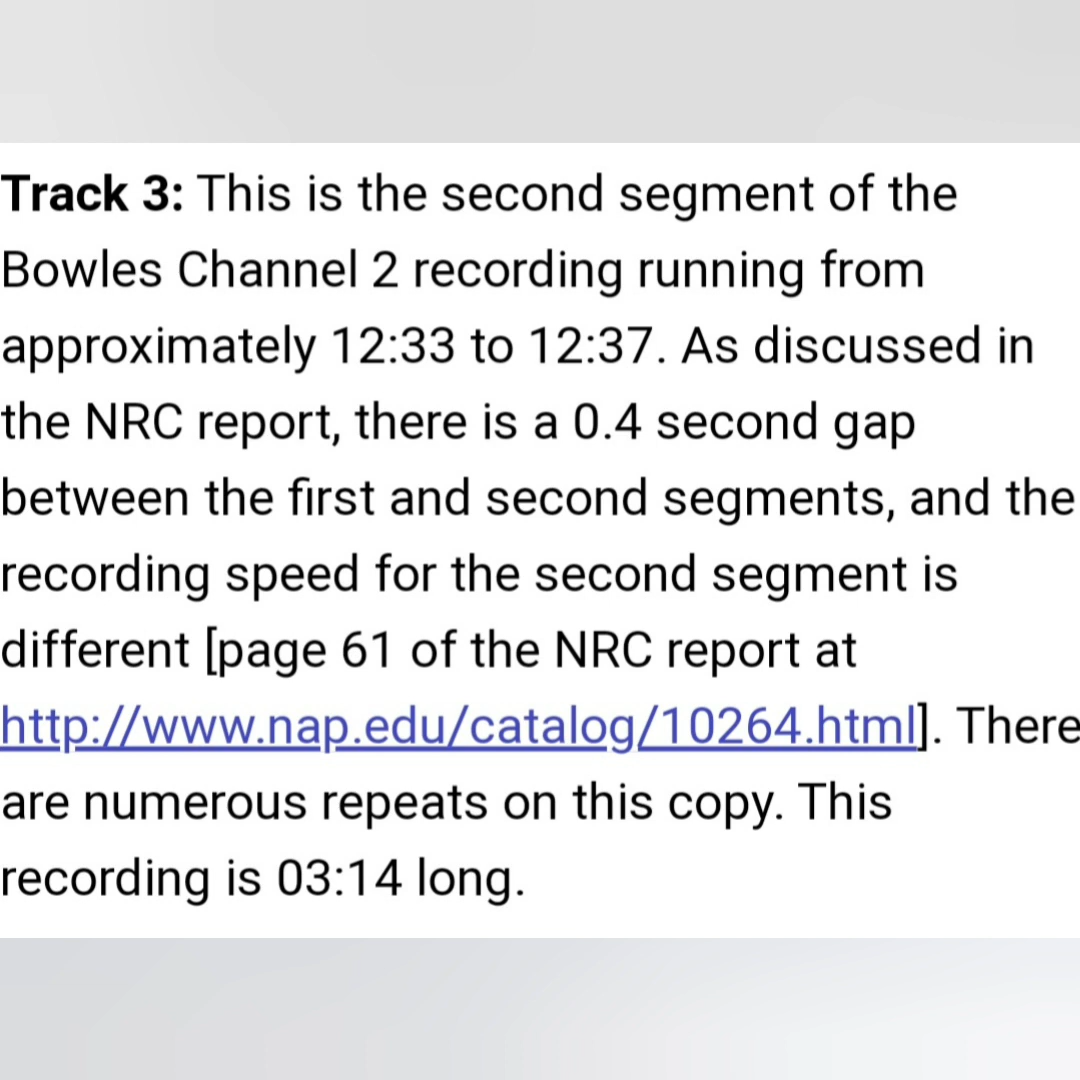 Track 3: This is the second segment of the
Bowles Channel 2 recording running from
approximately 12:33 to 12:37. As discussed in
the NRC report, there is a 0.4 second gap
between the first and second segments, and the
recording speed for the second segment is
different [page 61 of the NRC report at
http://www.nap.edu/catalog/10264.html]. There
are numerous repeats on this copy. This
recording is 03:14 long.